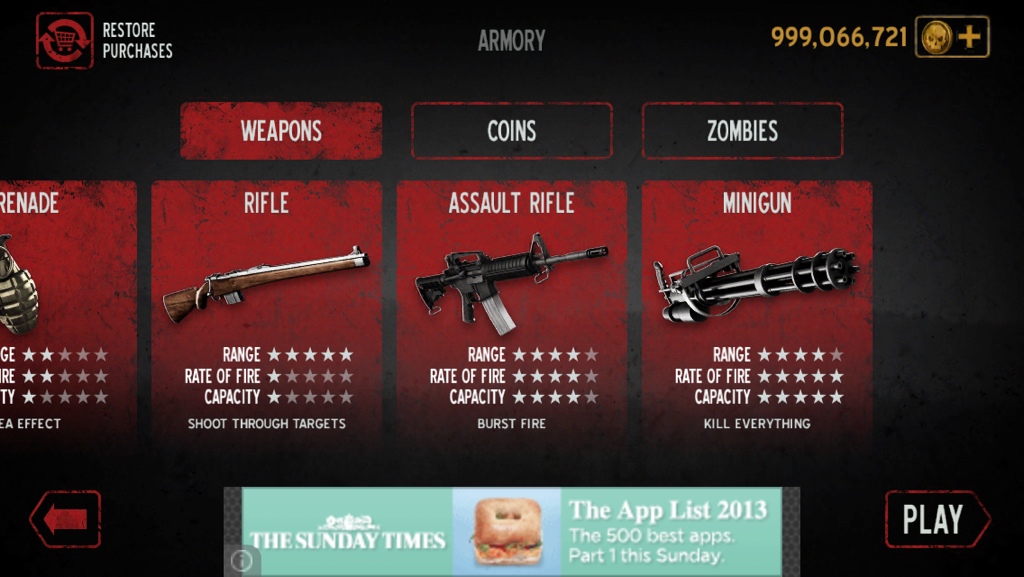 RESTORE
PURCHASES
ARMORY
999,066,721
WEAPONS
COINS
ZOMBIES
RENADE
GE
RE
TY
EA EFFECT
RIFLE
RANGE
RATE OF FIRE
CAPACITY
SHOOT THROUGH TARGETS
ASSAULT RIFLE
RANGE
RATE OF FIRE
CAPACITY
BURST FIRE
MINIGUN
RANGE
RATE OF FIRE
CAPACITY
KILL EVERYTHING
THE SUNDAY TIMES
The App List 2013
The 500 best apps.
Part 1 this Sunday.
PLAY